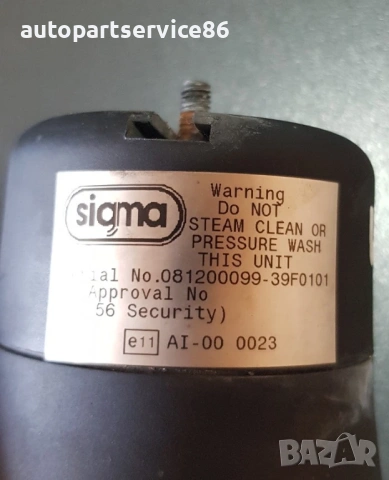 autopartservice86
sigma
Warning
Do NOT
STEAM CLEAN OR
PRESSURE WASH
THIS UNIT
No.081200099-39F0101
Approval No
56 Security)
e11 AI-00 0023
BAZAR